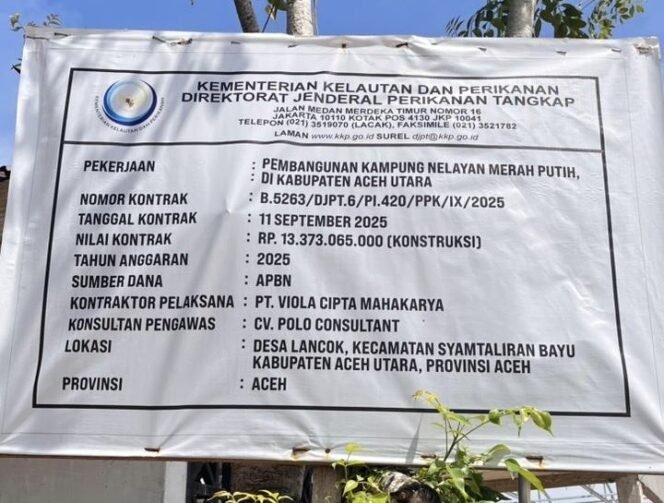 KEMENTERIAN KELAUTAN DAN PERIKANAN
DIREKTORAT JENDERAL PERIKANAN TANGKAP
JALAN MEDAN MERDEKA TIMUR NOMOR 16
JAKARTA 10110 KOTAK POS 4130 JKP 10041
TELEPON (021) 3519070 (LACAK), FAKSIMILE (021) 3521782
LAMAN www.kkp.go.id SUREL djpt@kkp.go.id
KEMENTERIAN KELAUTAN DAN PERIKANAN
PEKERJAAN : PEMBANGUNAN KAMPUNG NELAYAN MERAH PUTIH,
: DI KABUPATEN ACEH UTARA
NOMOR KONTRAK : B.5263/DJPT.6/PI.420/PPK/IX/2025
TANGGAL KONTRAK : 11 SEPTEMBER 2025
NILAI KONTRAK : RP. 13.373.065.000 (KONSTRUKSI)
TAHUN ANGGARAN : 2025
SUMBER DANA : APBN
KONTRAKTOR PELAKSANA : PT. VIOLA CIPTA MAHAKARYA
KONSULTAN PENGAWAS : CV. POLO CONSULTANT
LOKASI : DESA LANCOK, KECAMATAN SYAMTALIRAN BAYU
KABUPATEN ACEH UTARA, PROVINSI ACEH
PROVINSI : ACEH